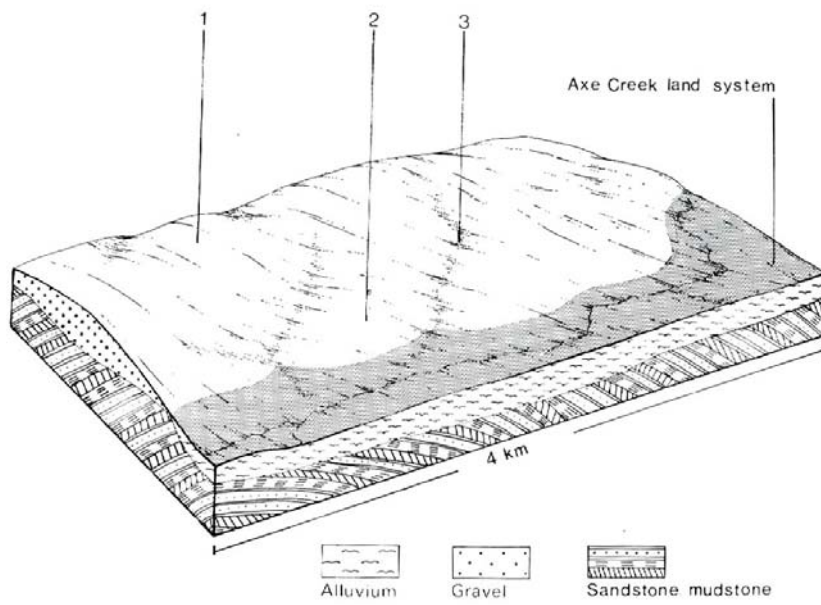 1
2
3
Axe Creek land system
4 km
Alluvium
Gravel
Sandstone mudstone